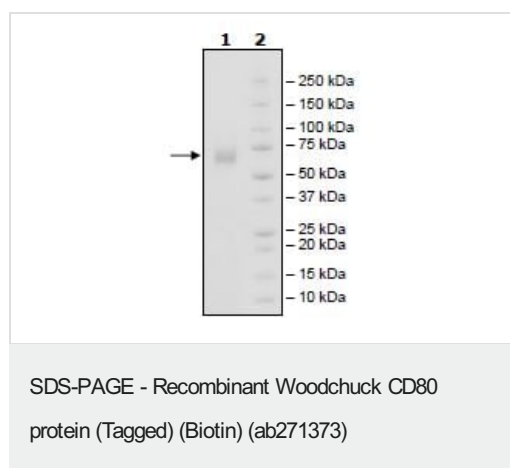 1 2
– 250 kDa
– 150 kDa
– 100 kDa
– 75 kDa
– 50 kDa
– 37 kDa
– 25 kDa
– 20 kDa
– 15 kDa
– 10 kDa
SDS-PAGE - Recombinant Woodchuck CD80
protein (Tagged) (Biotin) (ab271373)